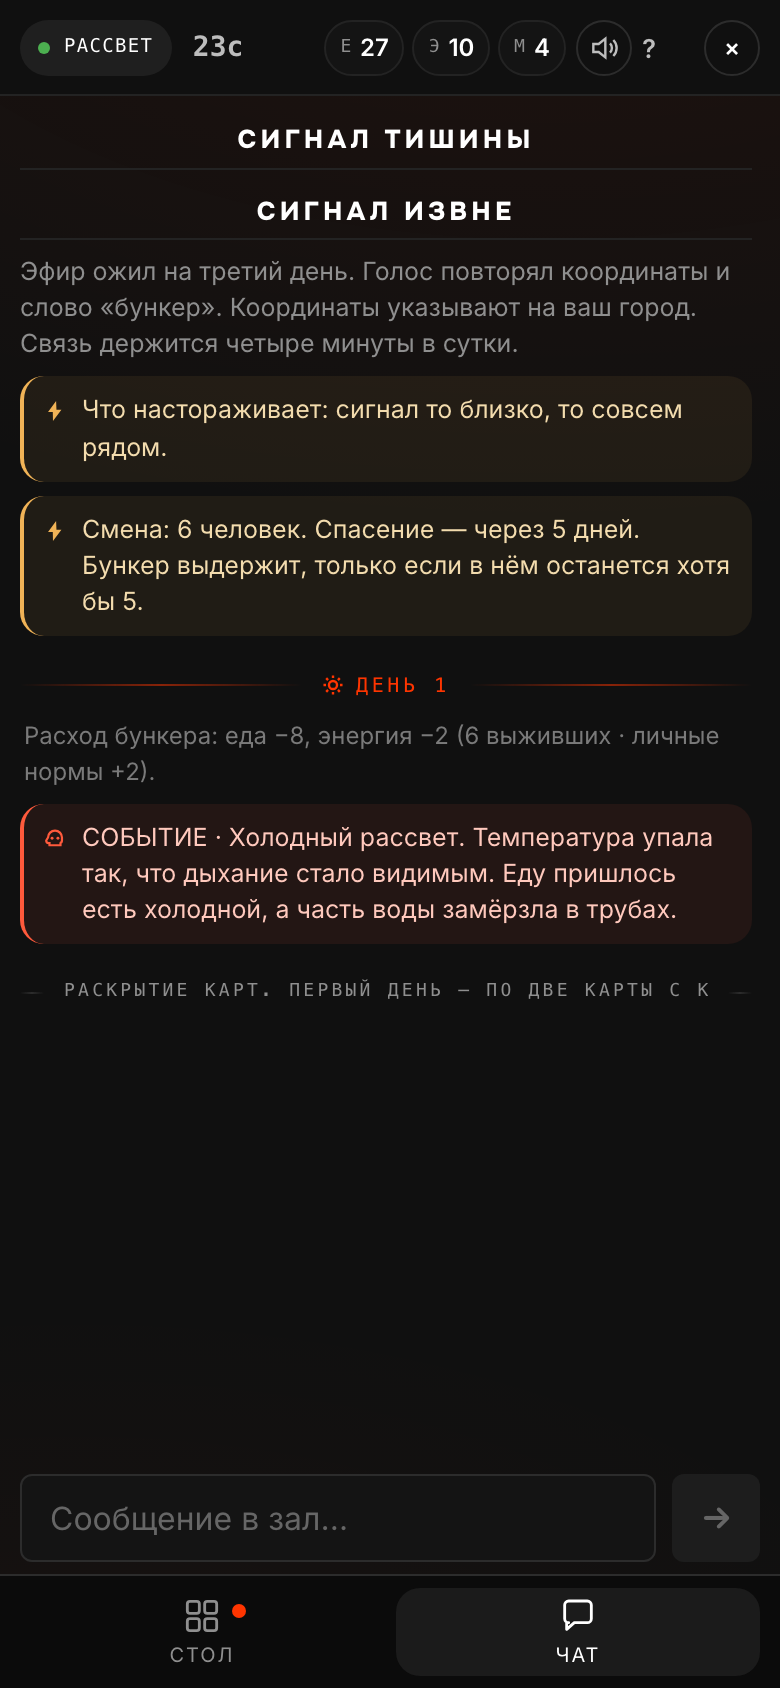 РАССВЕТ 23с Е 27 Э 10 М 4 ? ×
СИГНАЛ ТИШИНЫ
СИГНАЛ ИЗВНЕ
Эфир ожил на третий день. Голос повторял координаты и
слово «бункер». Координаты указывают на ваш город.
Связь держится четыре минуты в сутки.
Что настораживает: сигнал то близко, то совсем
рядом.
Смена: 6 человек. Спасение — через 5 дней.
Бункер выдержит, только если в нём останется хотя
бы 5.
ДЕНЬ 1
Расход бункера: еда −8, энергия −2 (6 выживших · личные
нормы +2).
СОБЫТИЕ · Холодный рассвет. Температура упала
так, что дыхание стало видимым. Еду пришлось
есть холодной, а часть воды замёрзла в трубах.
РАСКРЫТИЕ КАРТ. ПЕРВЫЙ ДЕНЬ — ПО ДВЕ КАРТЫ С К
Сообщение в зал...
СТОЛ ЧАТ